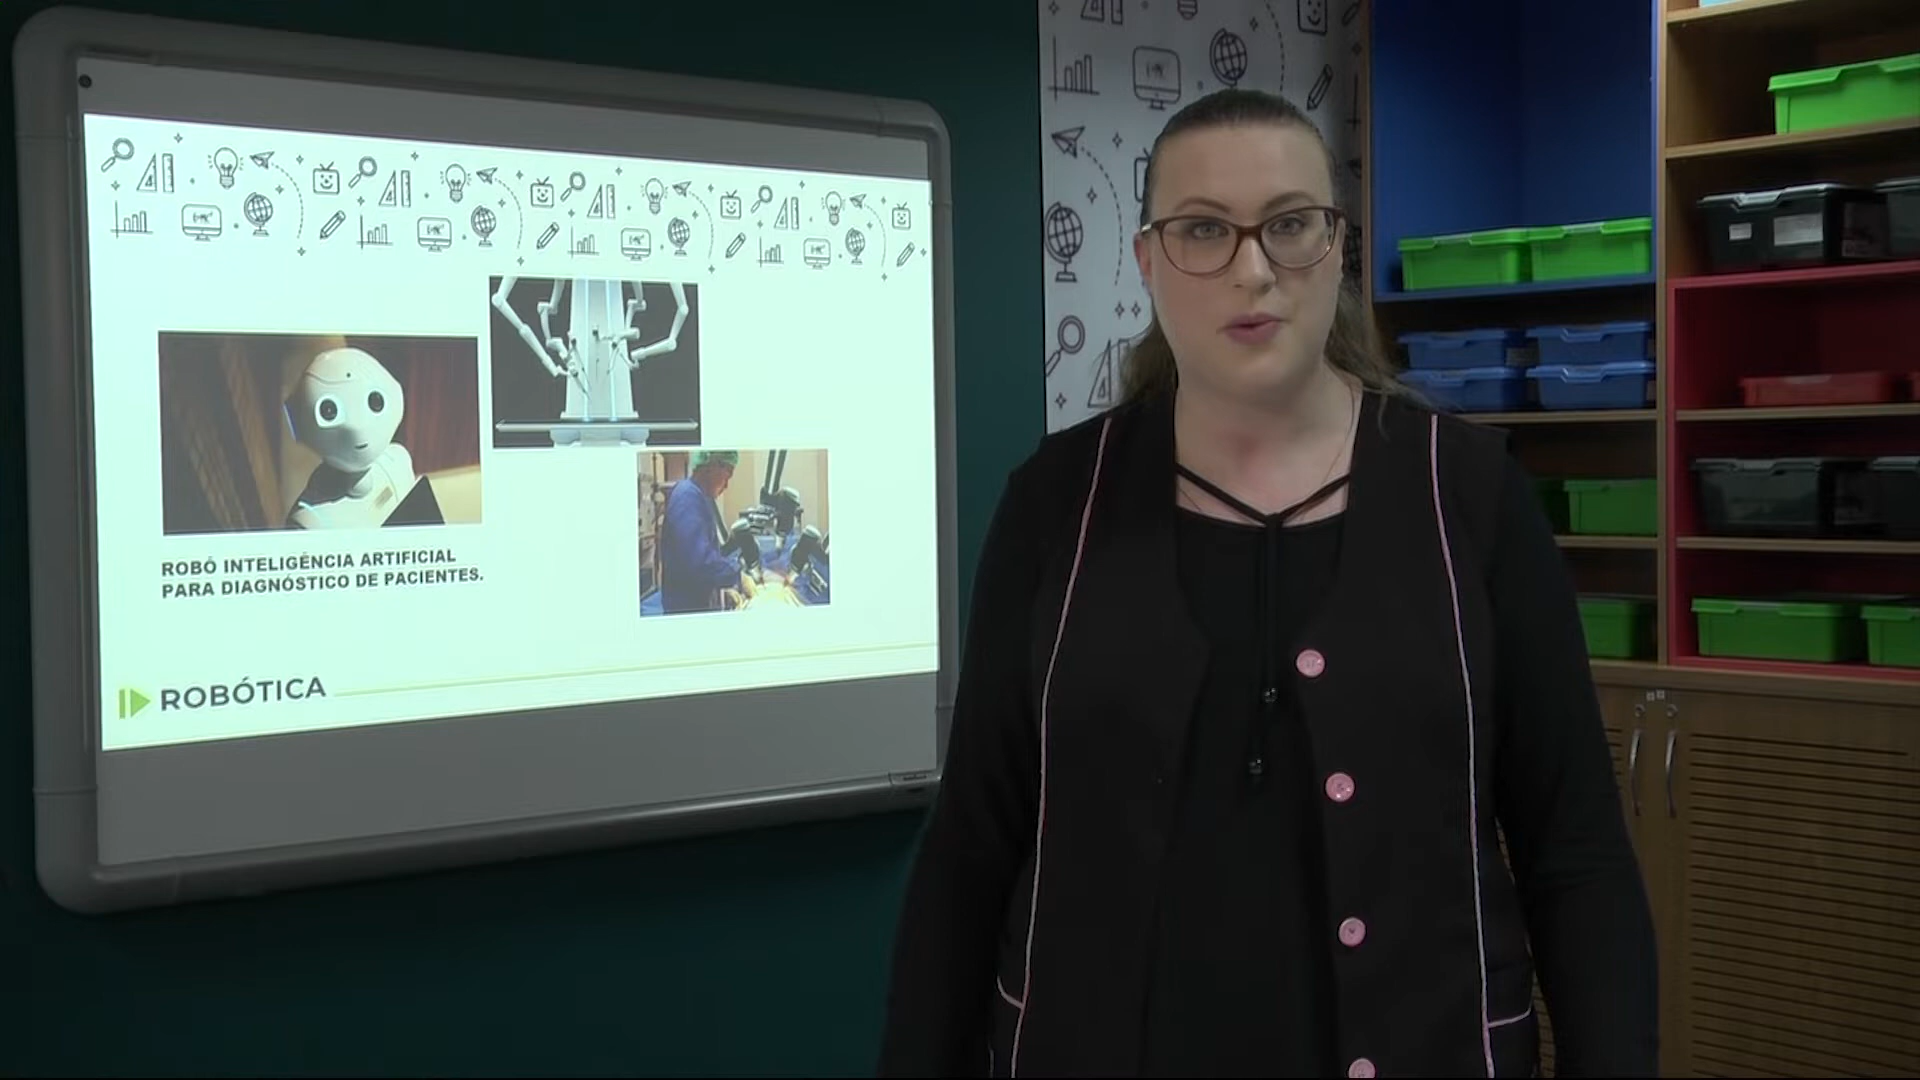 ROBÔ INTELIGÊNCIA ARTIFICIAL
PARA DIAGNÓSTICO DE PACIENTES.
ROBÓTICA